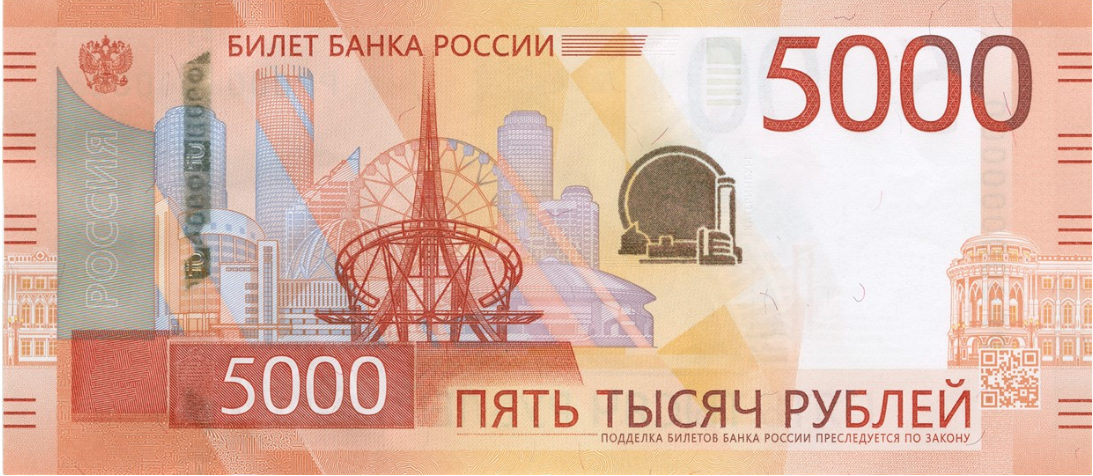 БИЛЕТ БАНКА РОССИИ
5000
РОССИЯ
5000
ПЯТЬ ТЫСЯЧ РУБЛЕЙ
ПОДДЕЛКА БИЛЕТОВ БАНКА РОССИИ ПРЕСЛЕДУЕТСЯ ПО ЗАКОНУ